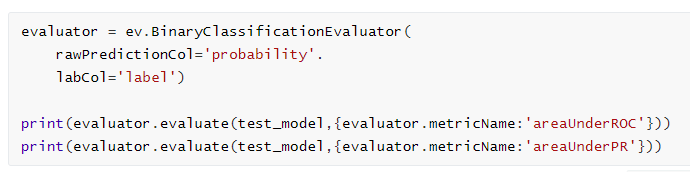 evaluator = ev.BinaryClassificationEvaluator(
    rawPredictionCol='probability'.
    labCol='label')
print(evaluator.evaluate(test_model,{evaluator.metricName:'areaUnderROC'}))
print(evaluator.evaluate(test_model,{evaluator.metricName:'areaUnderPR'}))